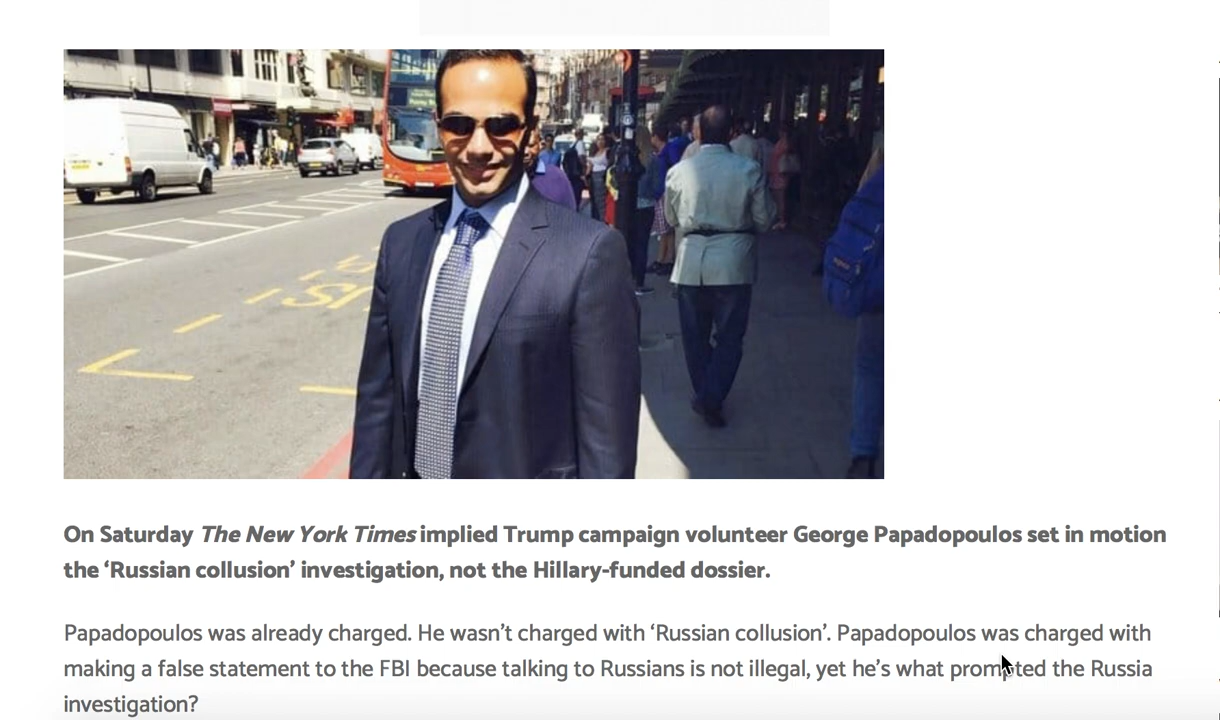 On Saturday The New York Times implied Trump campaign volunteer George Papadopoulos set in motion
the ‘Russian collusion’ investigation, not the Hillary-funded dossier.
Papadopoulos was already charged. He wasn’t charged with ‘Russian collusion’. Papadopoulos was charged with
making a false statement to the FBI because talking to Russians is not illegal, yet he’s what prompted the Russia
investigation?